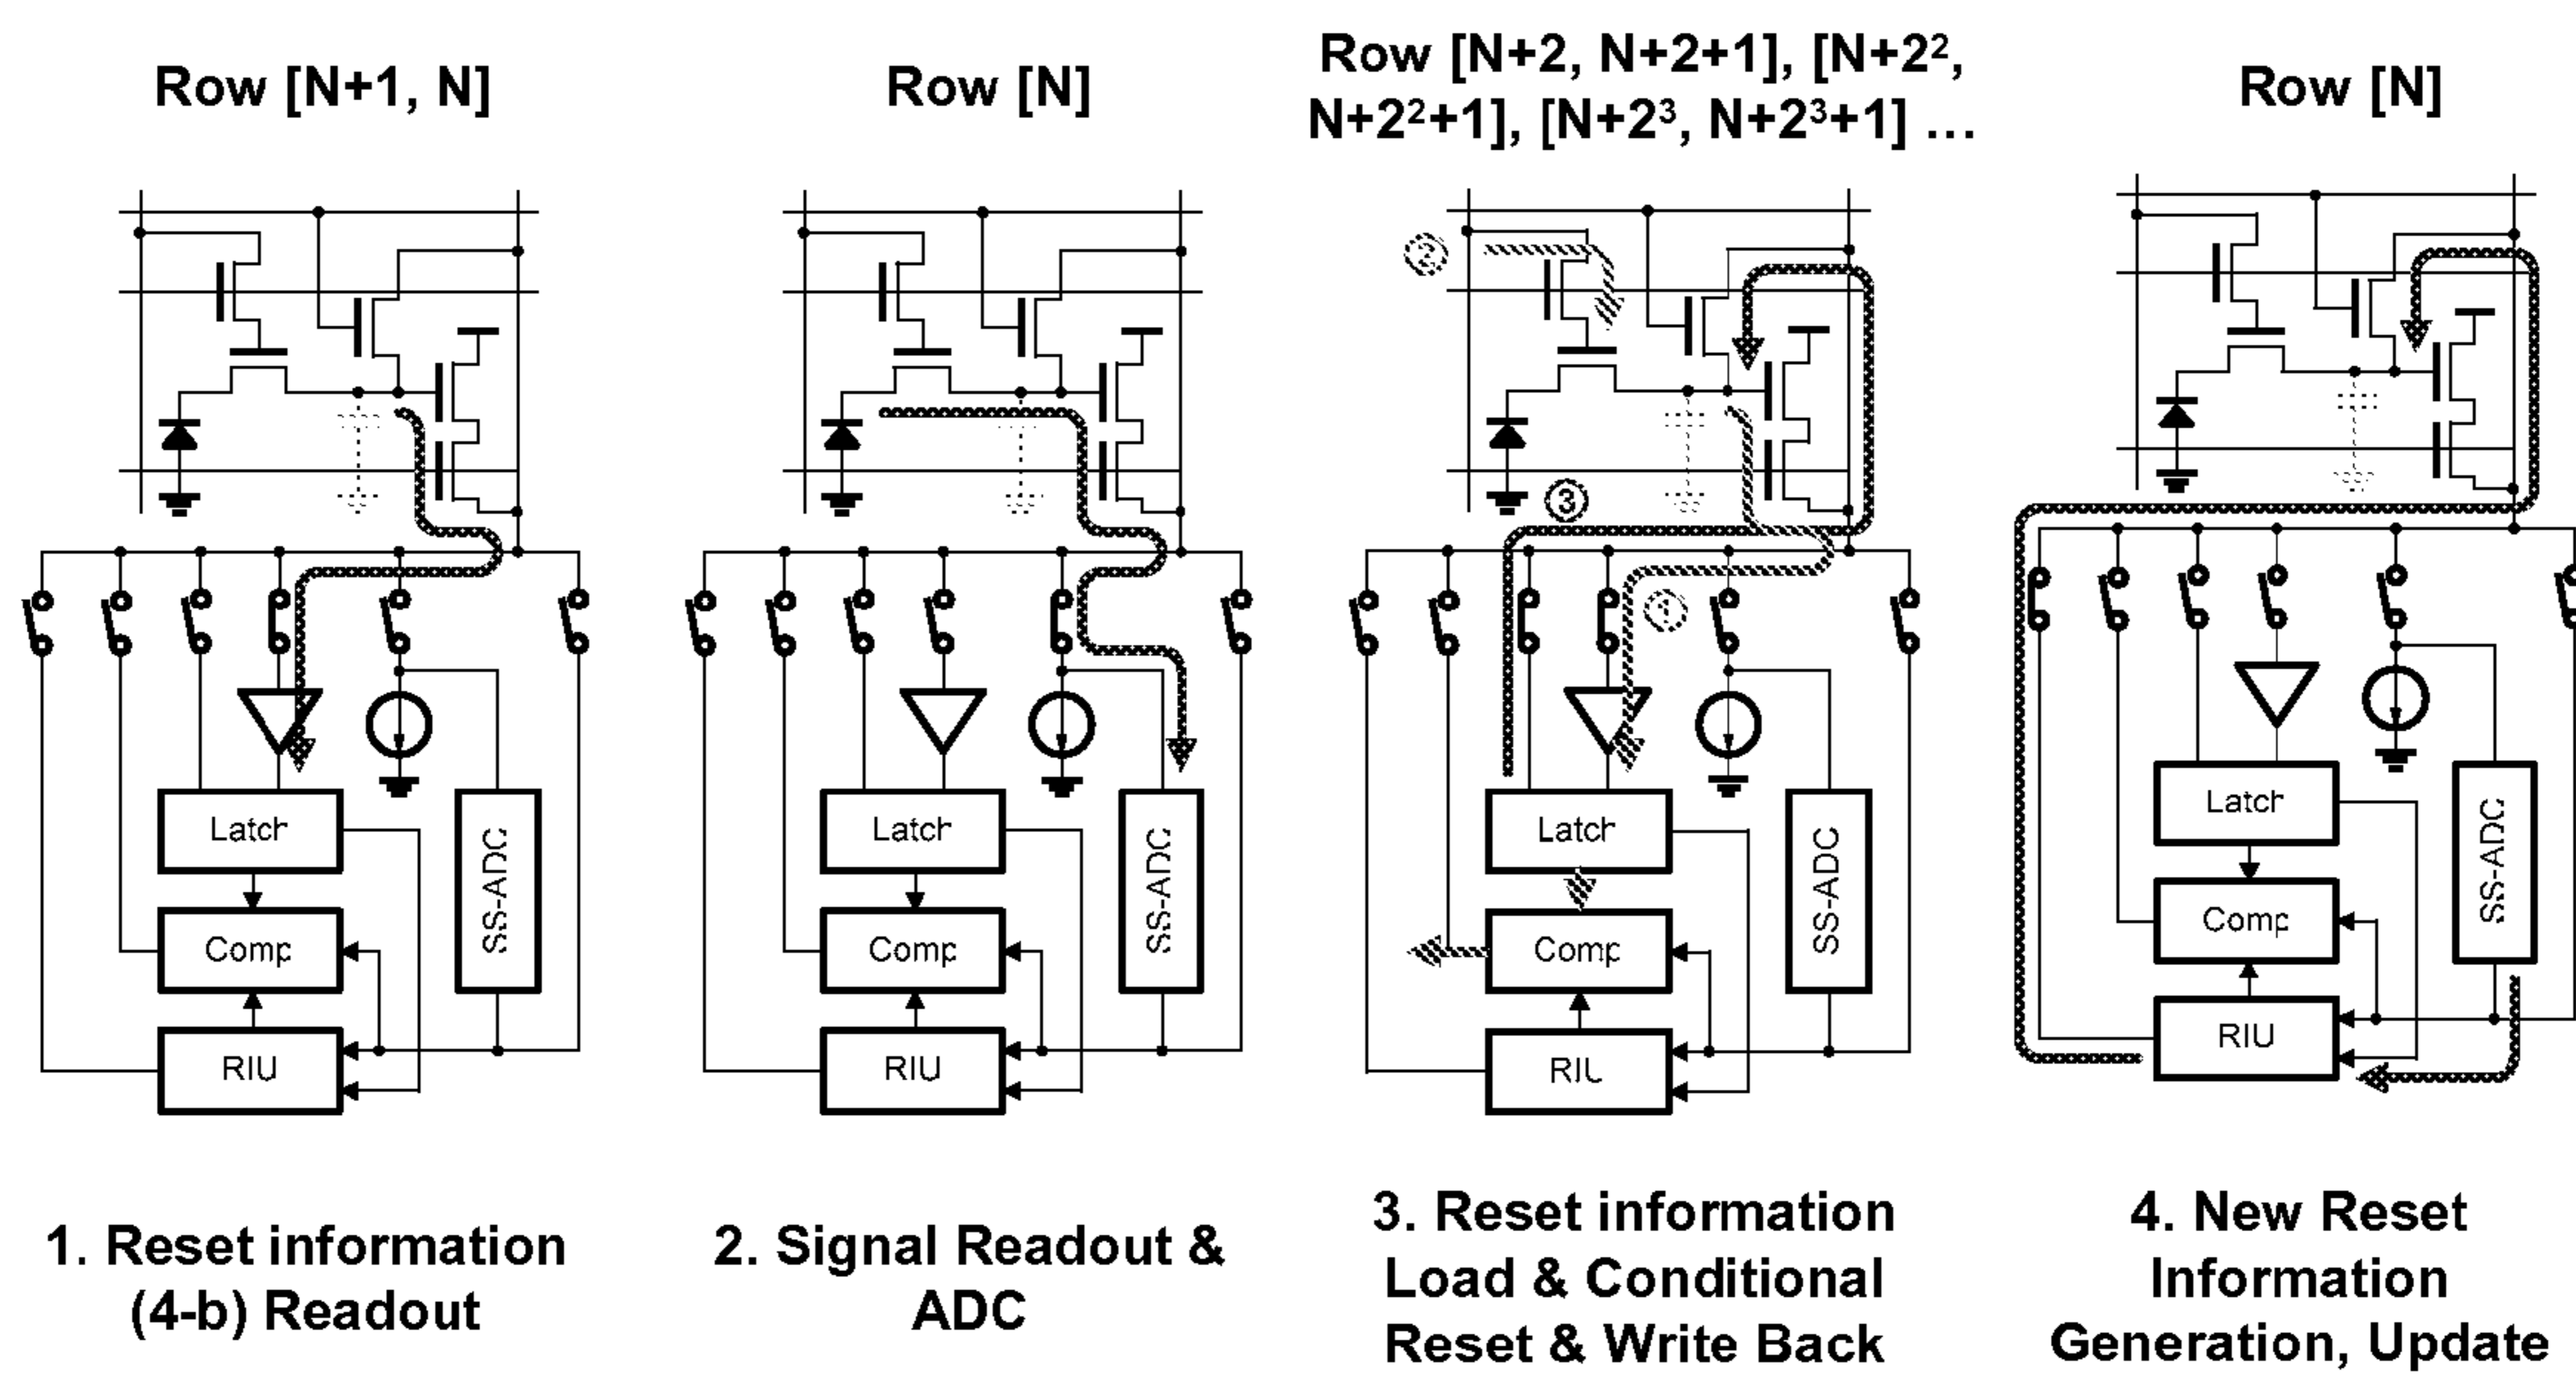 Row [N+1, N]
Row [N]
Row [N+2, N+2+1], [N+2²,
N+2²+1], [N+2³, N+2³+1] ...
Row [N]
②
③
①
Latch
Comp
RIU
SS-ADC
Latch
Comp
RIU
SS-ADC
Latch
Comp
RIU
SS-ADC
Latch
Comp
RIU
SS-ADC
1. Reset information
(4-b) Readout
2. Signal Readout &
ADC
3. Reset information
Load & Conditional
Reset & Write Back
4. New Reset
Information
Generation, Update